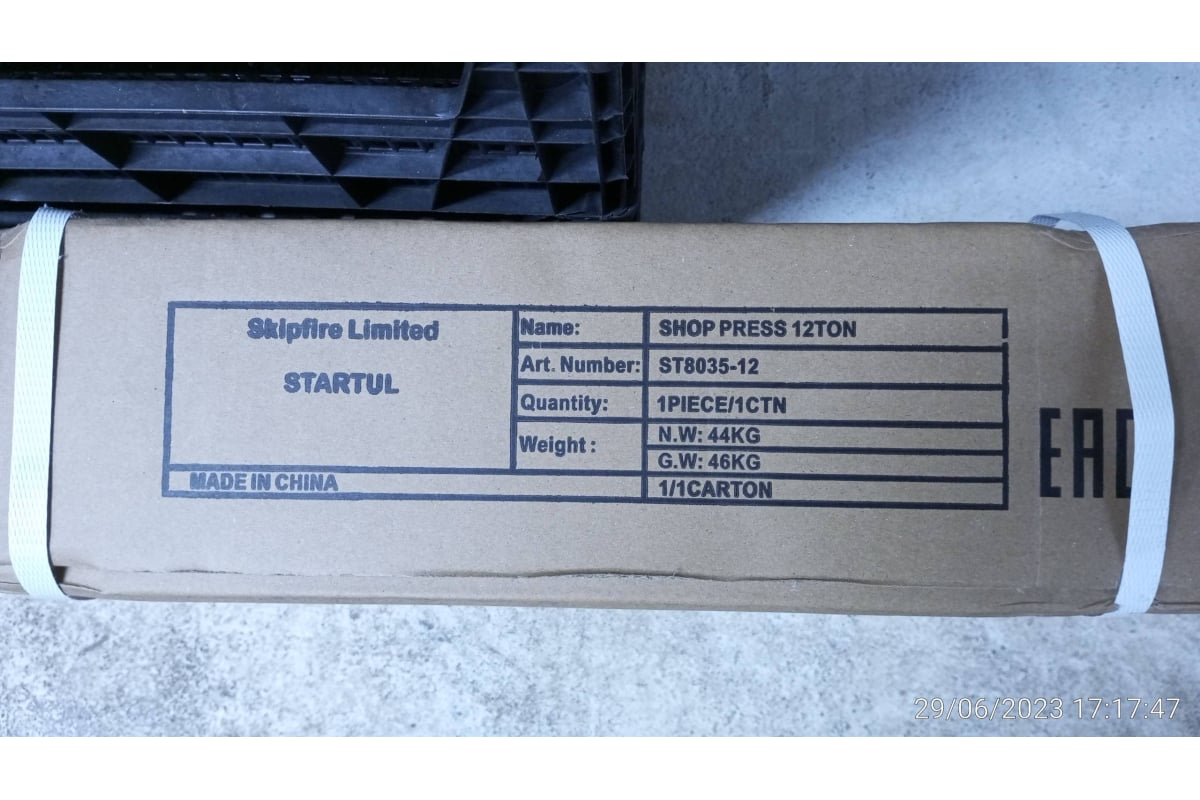 Skipfire Limited
STARTUL
Name: SHOP PRESS 12TON
Art. Number: ST8035-12
Quantity: 1PIECE/1CTN
Weight : N.W: 44KG
G.W: 46KG
MADE IN CHINA 1/1CARTON
EAC
29/06/2023 17:17:47